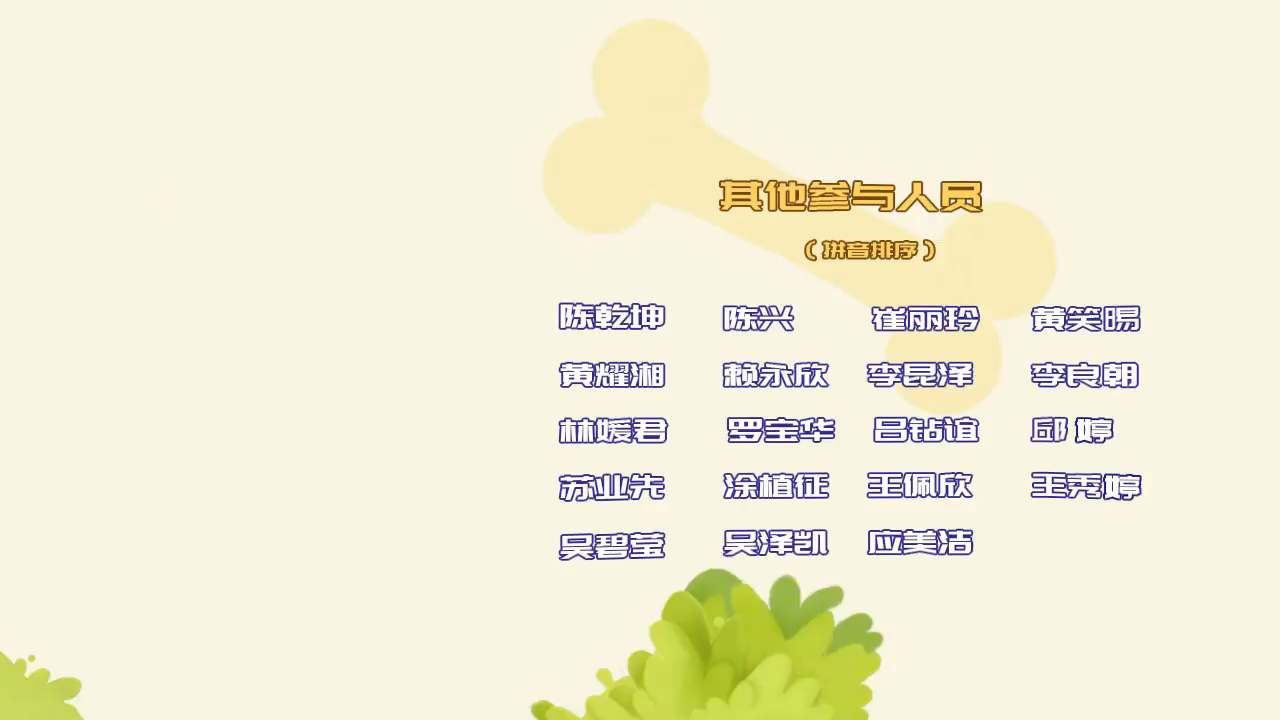 其他参与人员
（拼音排序）
陈乾坤 陈兴 崔丽玲 黄笑晹
黄耀湘 赖永欣 李昆泽 李良朝
林媛君 罗宝华 吕钻谊 邱婷
苏业先 涂植征 王佩欣 王秀婷
吴碧莹 吴泽凯 应美洁